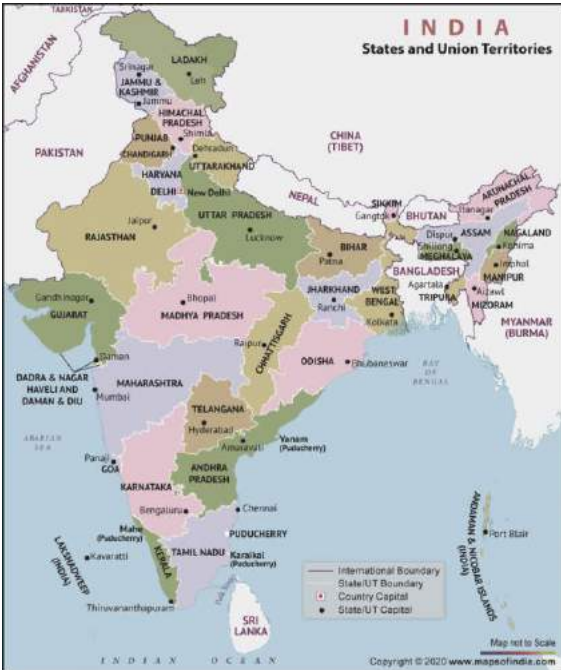 INDIA
States and Union Territories
TAJIKISTAN
AFGHANISTAN
PAKISTAN
CHINA
(TIBET)
LADAKH
Leh
Srinagar
JAMMU &
KASHMIR
Jammu
HIMACHAL
PRADESH
Shimla
PUNJAB
CHANDIGARH
Dehradun
UTTARAKHAND
HARYANA
DELHI
New Delhi
NEPAL
SIKKIM
Gangtok
BHUTAN
ARUNACHAL
PRADESH
Itanagar
UTTAR PRADESH
Lucknow
RAJASTHAN
Jaipur
BIHAR
Patna
Dispur
ASSAM
NAGALAND
Kohima
Shillong
MEGHALAYA
Imphal
MANIPUR
BANGLADESH
Agartala
TRIPURA
Aizawl
MIZORAM
MYANMAR
(BURMA)
Gandhinagar
GUJARAT
Bhopal
MADHYA PRADESH
JHARKHAND
Ranchi
WEST
BENGAL
Kolkata
CHHATTISGARH
Raipur
ODISHA
Bhubaneswar
BAY
OF
BENGAL
Daman
DADRA & NAGAR
HAVELI AND
DAMAN & DIU
MAHARASHTRA
Mumbai
TELANGANA
Hyderabad
Amaravati
Yanam
(Puducherry)
ARABIAN
SEA
Panaji
GOA
KARNATAKA
ANDHRA
PRADESH
Bengaluru
Chennai
Mahe
(Puducherry)
PUDUCHERRY
TAMIL NADU
Karaikal
(Puducherry)
KERALA
LAKSHADWEEP
(INDIA)
Kavaratti
Thiruvananthapuram
SRI
LANKA
ANDAMAN & NICOBAR ISLANDS
(INDIA)
Port Blair
International Boundary
State/UT Boundary
Country Capital
State/UT Capital
INDIAN OCEAN
Map not to Scale
Copyright © 2020 www.mapsofindia.com